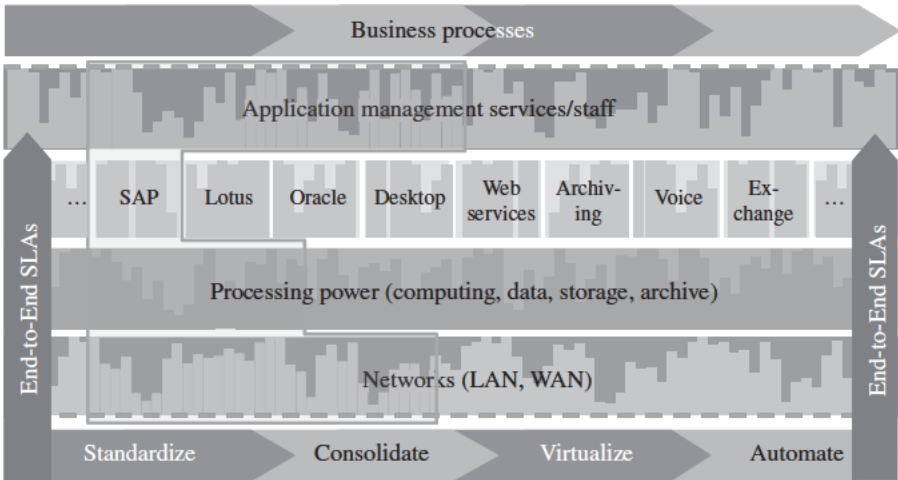 Business processes
Application management services/staff
End-to-End SLAs
...
SAP
Lotus
Oracle
Desktop
Web
services
Archiv-
ing
Voice
Ex-
change
...
End-to-End SLAs
Processing power (computing, data, storage, archive)
Networks (LAN, WAN)
Standardize
Consolidate
Virtualize
Automate